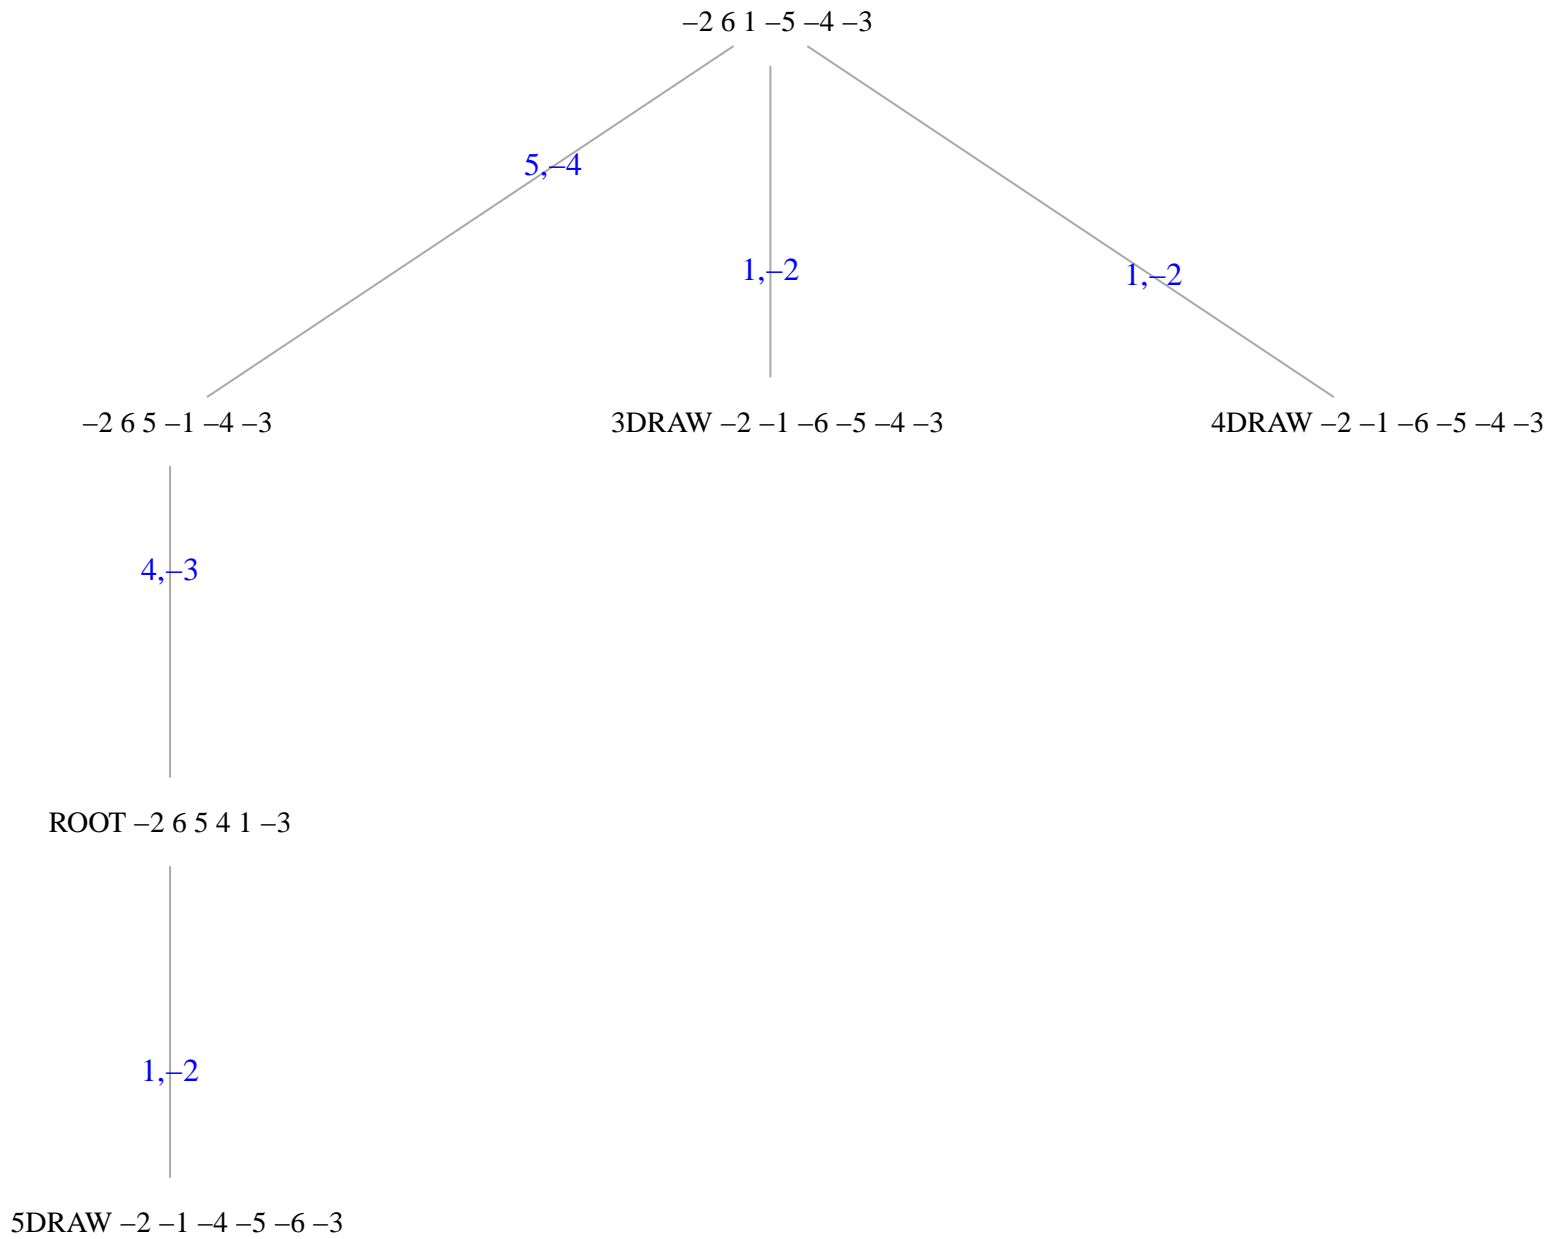 –2 6 1 –5 –4 –3
5,–4
1,–2
1,–2
–2 6 5 –1 –4 –3
3DRAW –2 –1 –6 –5 –4 –3
4DRAW –2 –1 –6 –5 –4 –3
4,–3
ROOT –2 6 5 4 1 –3
1,–2
5DRAW –2 –1 –4 –5 –6 –3